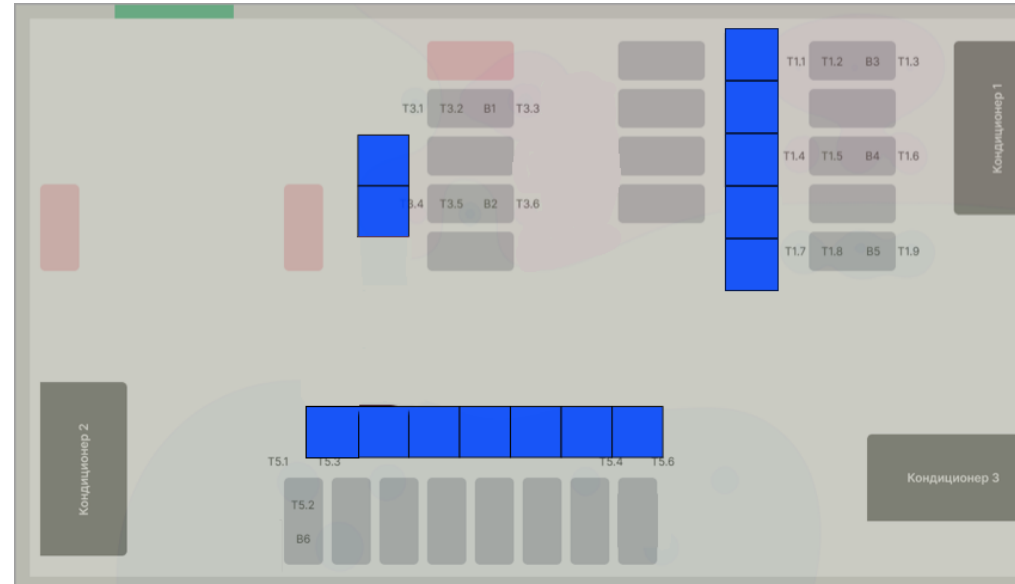 T1.1 T1.2 B3 T1.3
T3.1 T3.2 B1 T3.3
Кондиционер 1
T1.4 T1.5 B4 T1.6
3.4 T3.5 B2 T3.6
T1.7 T1.8 B5 T1.9
T5.1 T5.3 T5.4 T5.6
Кондиционер 2
Кондиционер 3
T5.2
B6